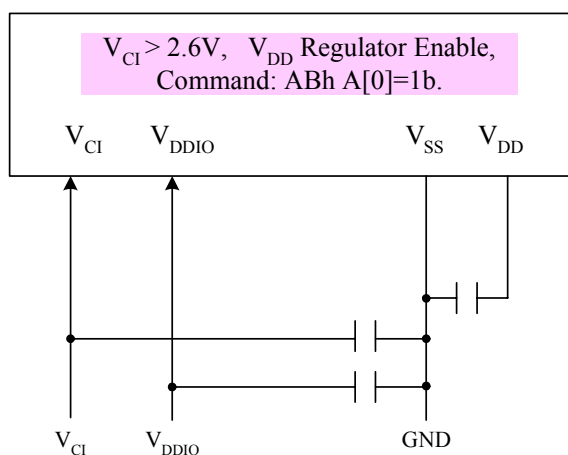 V_CI > 2.6V, V_DD Regulator Enable,
Command: ABh A[0]=1b.
V_CI V_DDIO V_SS V_DD
V_CI V_DDIO GND